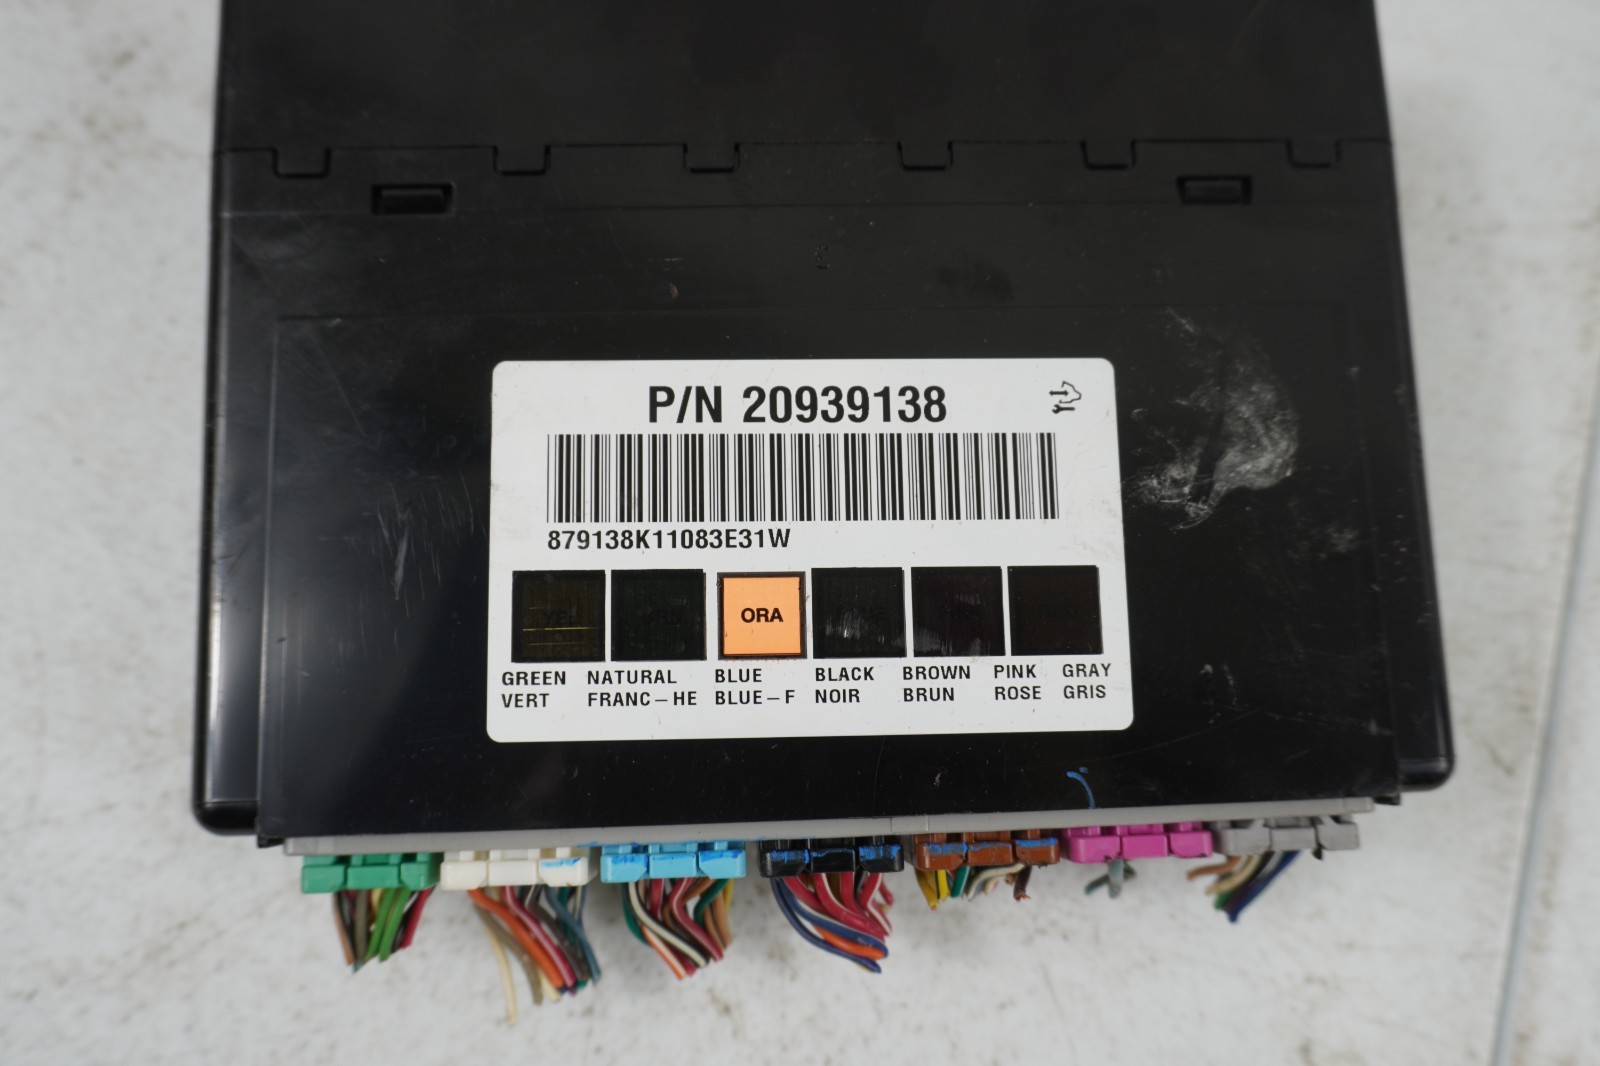 P/N 20939138
879138K11083E31W
ORA
GREEN NATURAL BLUE BLACK BROWN PINK GRAY
VERT FRANC-HE BLUE-F NOIR BRUN ROSE GRIS